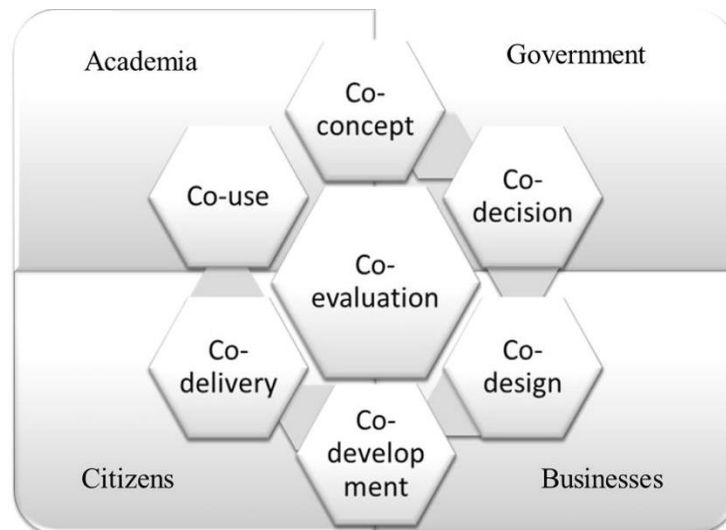 Academia
Government
Co-
concept
Co-use
Co-
decision
Co-
evaluation
Co-
delivery
Co-
design
Co-
develop
ment
Citizens
Businesses